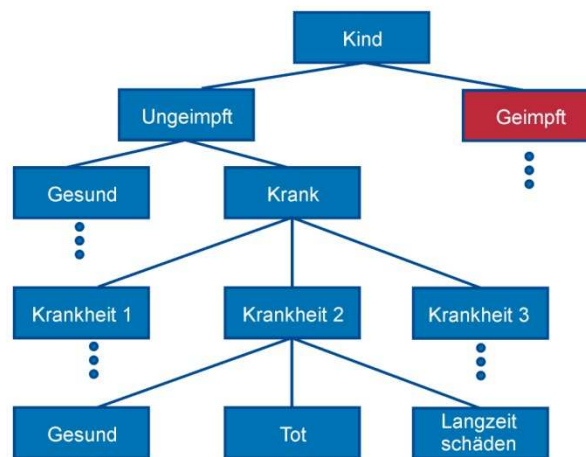 Kind
Ungeimpft
Geimpft
Gesund
Krank
Krankheit 1
Krankheit 2
Krankheit 3
Gesund
Tot
Langzeit
schäden